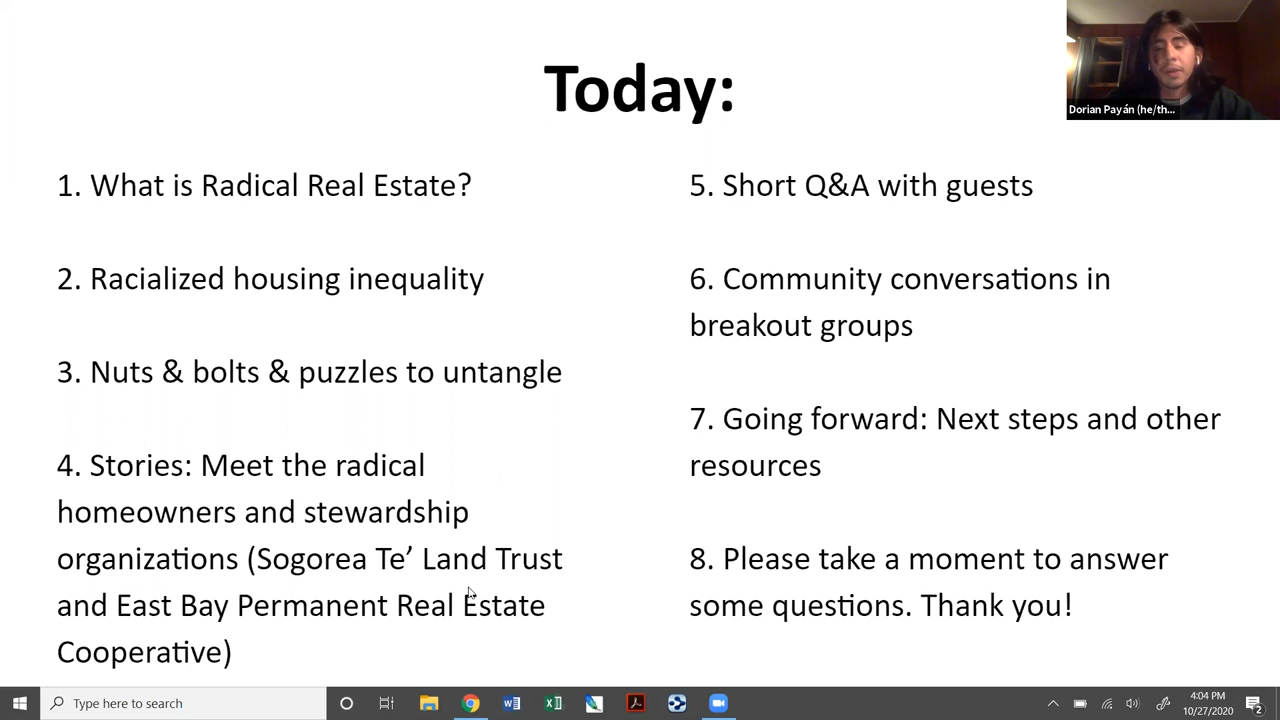 Today:
1. What is Radical Real Estate?
2. Racialized housing inequality
3. Nuts & bolts & puzzles to untangle
4. Stories: Meet the radical
homeowners and stewardship
organizations (Sogorea Te’ Land Trust
and East Bay Permanent Real Estate
Cooperative)
5. Short Q&A with guests
6. Community conversations in
breakout groups
7. Going forward: Next steps and other
resources
8. Please take a moment to answer
some questions. Thank you!
Dorian Payán (he/th...
Type here to search
4:04 PM
10/27/2020
2